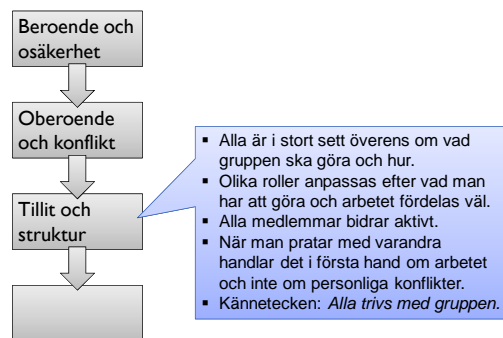 Beroende och
osäkerhet
Oberoende
och konflikt
Tillit och
struktur
▪ Alla är i stort sett överens om vad
gruppen ska göra och hur.
▪ Olika roller anpassas efter vad man
har att göra och arbetet fördelas väl.
▪ Alla medlemmar bidrar aktivt.
▪ När man pratar med varandra
handlar det i första hand om arbetet
och inte om personliga konflikter.
▪ Kännetecken: Alla trivs med gruppen.